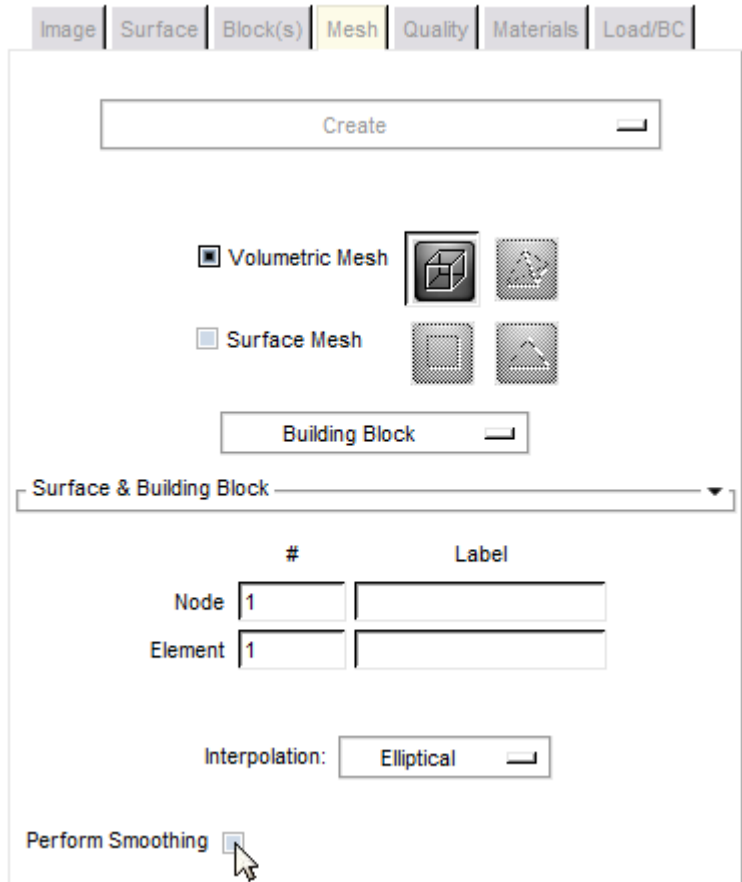 Image Surface Block(s) Mesh Quality Materials Load/BC
Create
Volumetric Mesh
Surface Mesh
Building Block
Surface & Building Block
# Label
Node 1
Element 1
Interpolation: Elliptical
Perform Smoothing